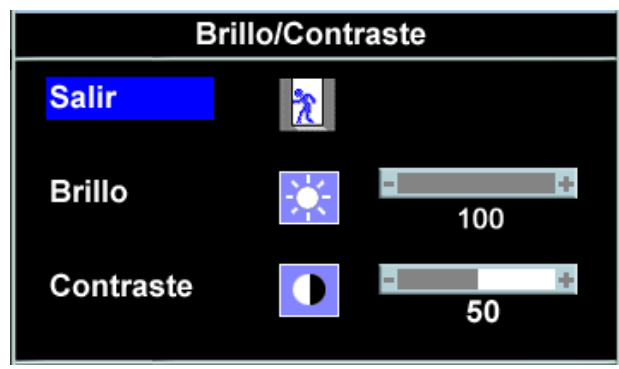 Brillo/Contraste
Salir
Brillo
- +
100
Contraste
- +
50